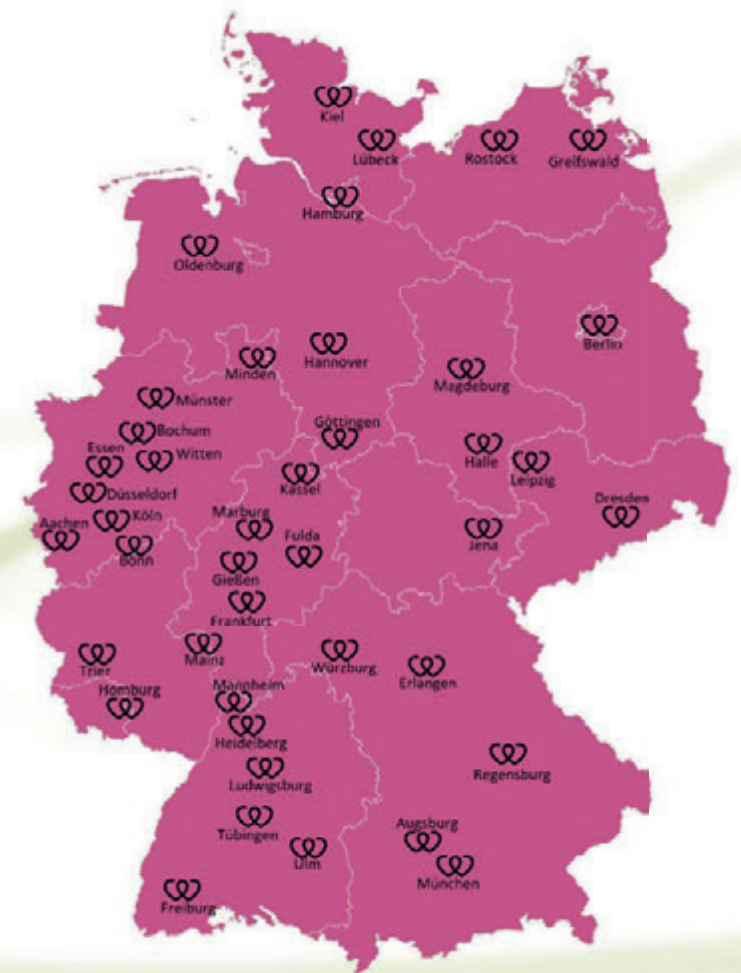 Kiel
Lübeck
Rostock
Greifswald
Hamburg
Oldenburg
Berlin
Hannover
Minden
Magdeburg
Münster
Göttingen
Bochum
Essen
Witten
Halle
Leipzig
Kassel
Düsseldorf
Dresden
Marburg
Köln
Aachen
Fulda
Jena
Bonn
Gießen
Frankfurt
Mainz
Würzburg
Trier
Erlangen
Mannheim
Homburg
Heidelberg
Regensburg
Ludwigsburg
Augsburg
Tübingen
Ulm
München
Freiburg